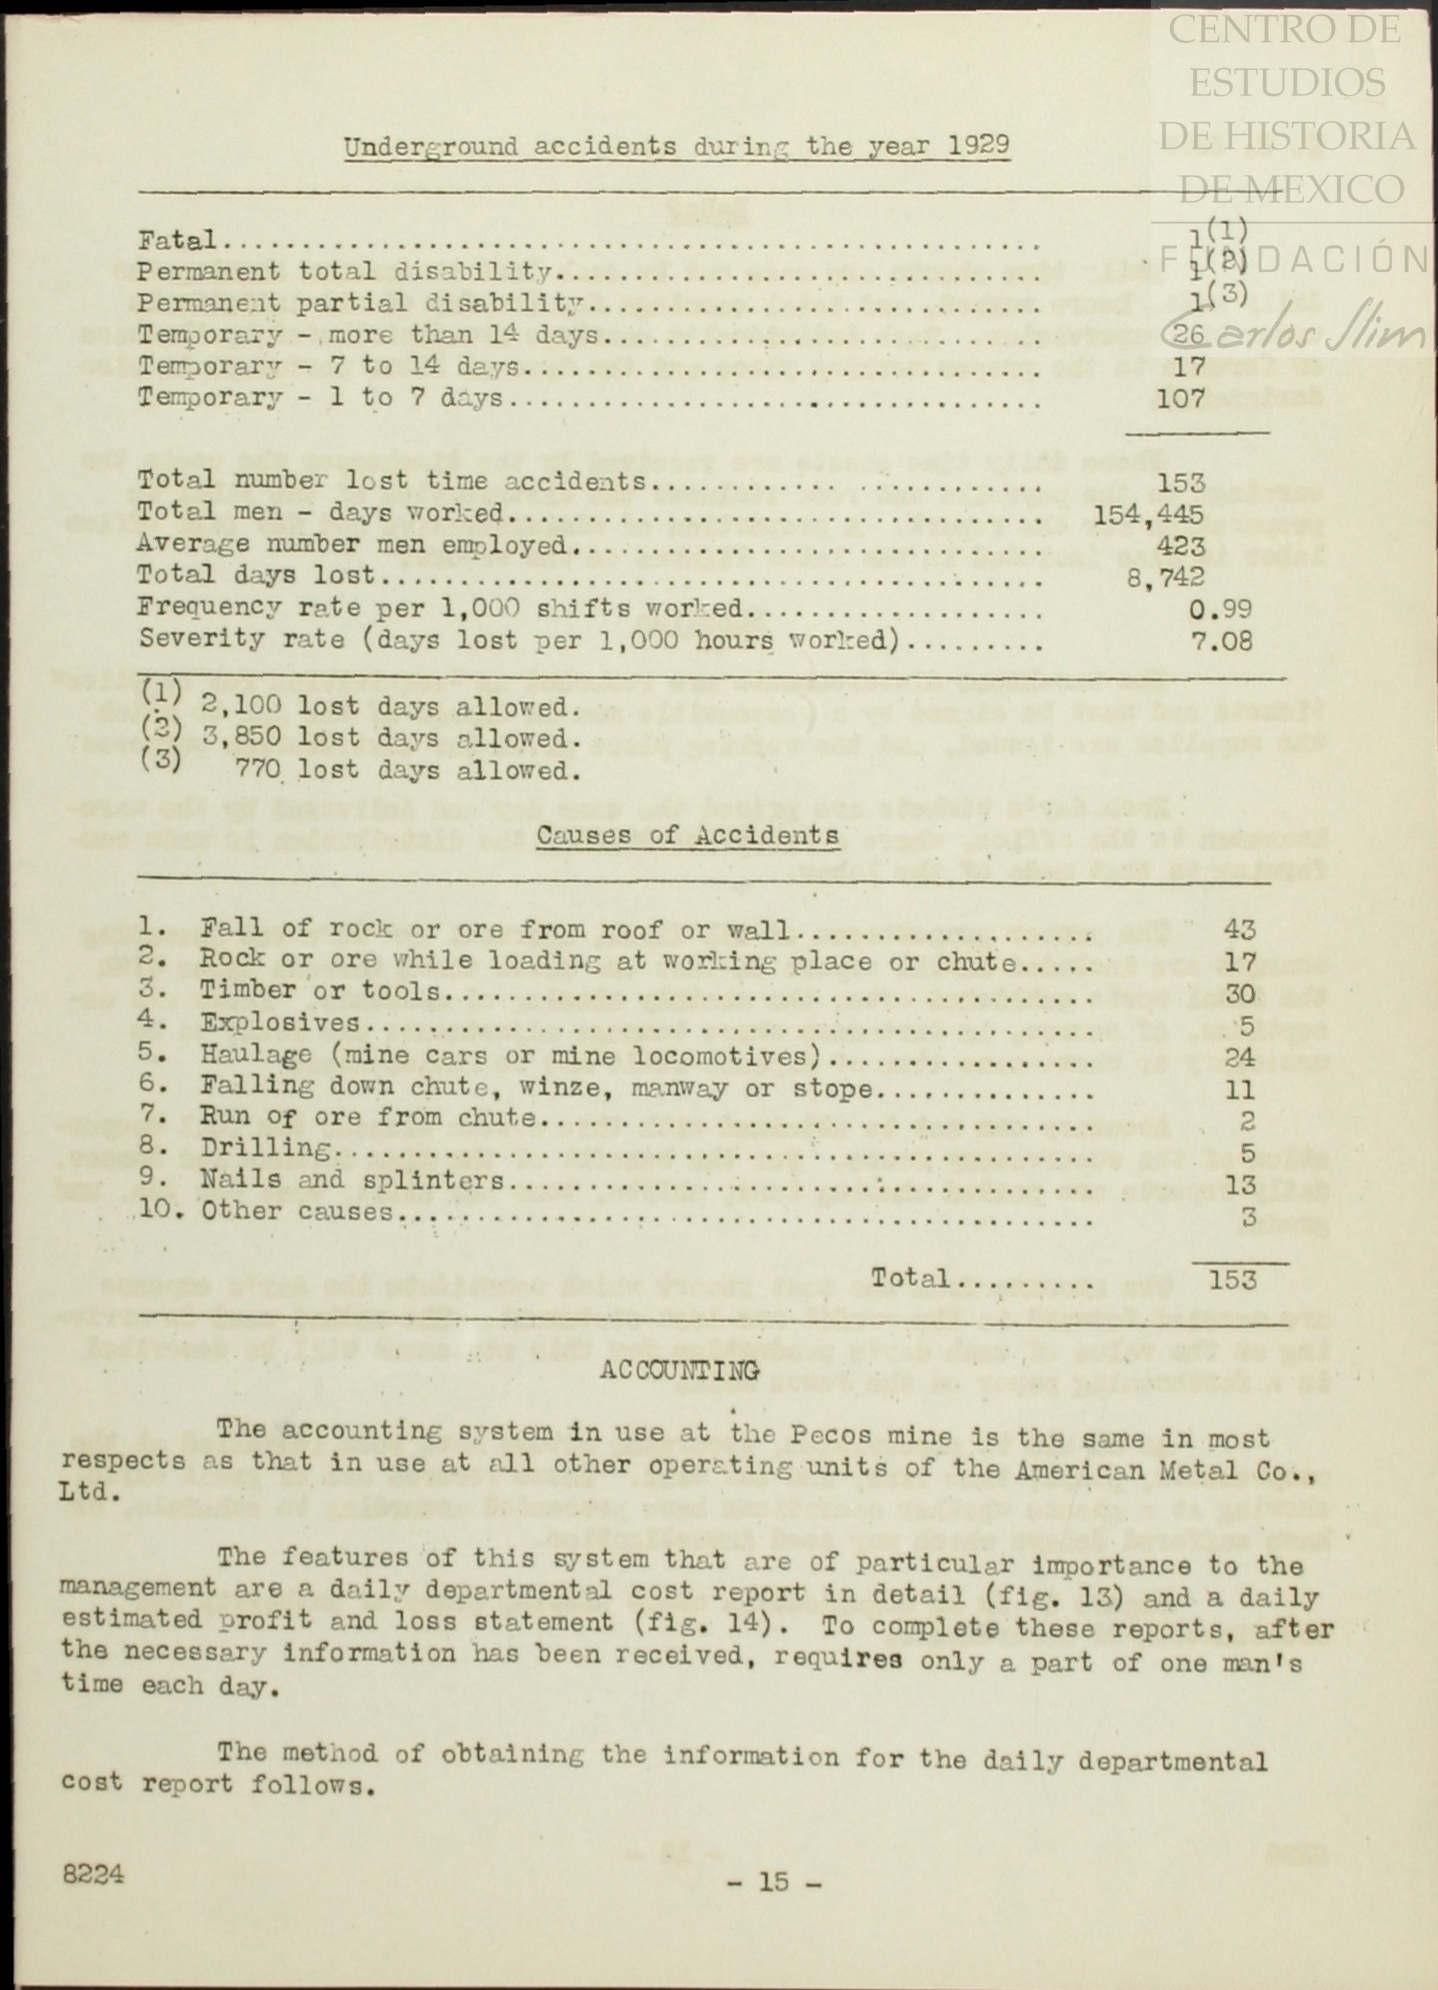 CENTRO DE
ESTUDIOS
DE HISTORIA
DE MEXICO
FUNDACIÓN
Carlos Slim
Underground accidents during the year 1929
Fatal................................................... 1(1)
Permanent total disability.............................. 1(2)
Permanent partial disability............................ 1(3)
Temporary - more than 14 days........................... 26
Temporary - 7 to 14 days................................ 17
Temporary - 1 to 7 days................................. 107
Total number lost time accidents........................ 153
Total men - days worked................................. 154,445
Average number men employed............................. 423
Total days lost......................................... 8,742
Frequency rate per 1,000 shifts worked................... 0.99
Severity rate (days lost per 1,000 hours worked)......... 7.08
(1) 2,100 lost days allowed.
(2) 3,850 lost days allowed.
(3) 770 lost days allowed.
Causes of Accidents
1. Fall of rock or ore from roof or wall................... 43
2. Rock or ore while loading at working place or chute..... 17
3. Timber or tools......................................... 30
4. Explosives.............................................. 5
5. Haulage (mine cars or mine locomotives)................. 24
6. Falling down chute, winze, manway or stope.............. 11
7. Run of ore from chute................................... 2
8. Drilling................................................ 5
9. Nails and splinters..................................... 13
10. Other causes........................................... 3
Total......... 153
ACCOUNTING
The accounting system in use at the Pecos mine is the same in most
respects as that in use at all other operating units of the American Metal Co.,
Ltd.
The features of this system that are of particular importance to the
management are a daily departmental cost report in detail (fig. 13) and a daily
estimated profit and loss statement (fig. 14). To complete these reports, after
the necessary information has been received, requires only a part of one man's
time each day.
The method of obtaining the information for the daily departmental
cost report follows.
8224
- 15 -